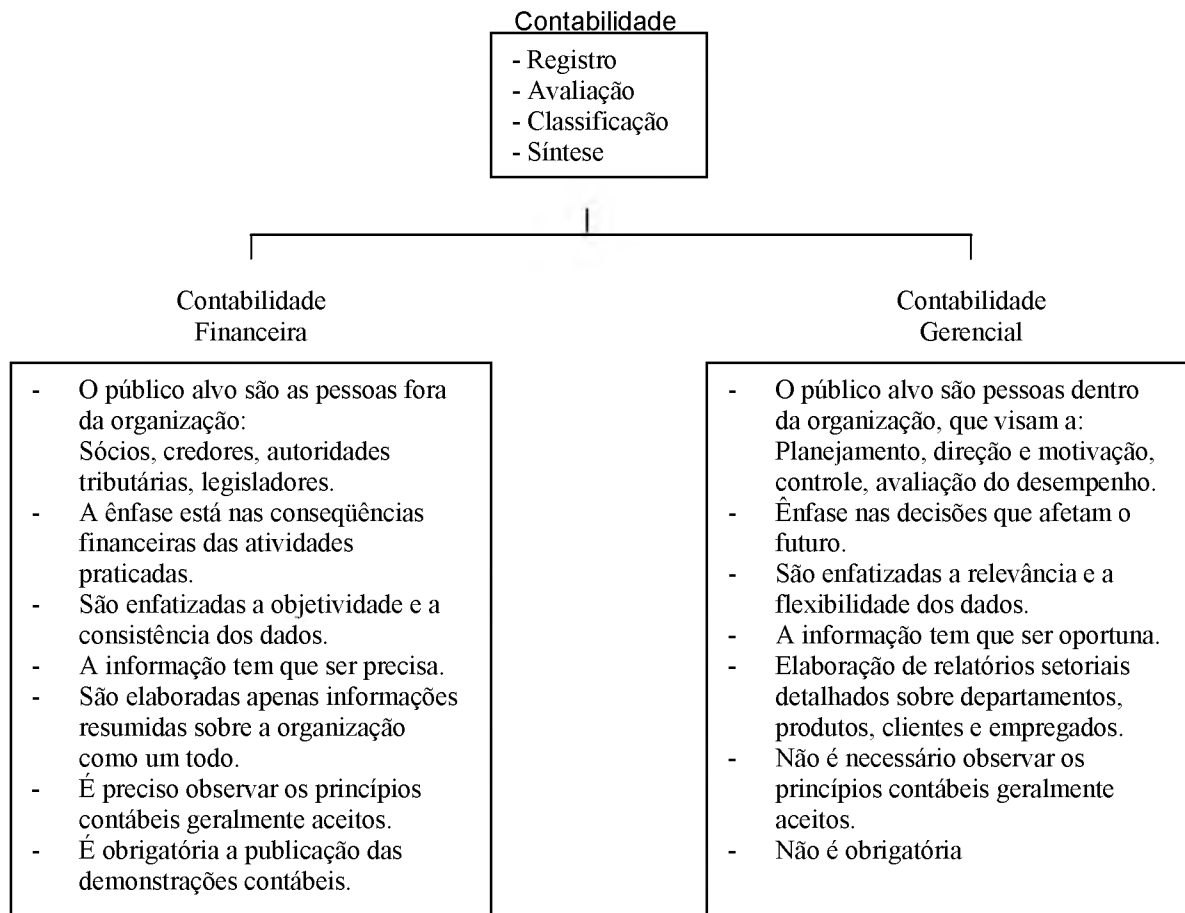 Contabilidade
- Registro
- Avaliação
- Classificação
- Síntese
Contabilidade
Financeira
- O público alvo são as pessoas fora
da organização:
Sócios, credores, autoridades
tributárias, legisladores.
- A ênfase está nas conseqüências
financeiras das atividades
praticadas.
- São enfatizadas a objetividade e a
consistência dos dados.
- A informação tem que ser precisa.
- São elaboradas apenas informações
resumidas sobre a organização
como um todo.
- É preciso observar os princípios
contábeis geralmente aceitos.
- É obrigatória a publicação das
demonstrações contábeis.
Contabilidade
Gerencial
- O público alvo são pessoas dentro
da organização, que visam a:
Planejamento, direção e motivação,
controle, avaliação do desempenho.
- Ênfase nas decisões que afetam o
futuro.
- São enfatizadas a relevância e a
flexibilidade dos dados.
- A informação tem que ser oportuna.
- Elaboração de relatórios setoriais
detalhados sobre departamentos,
produtos, clientes e empregados.
- Não é necessário observar os
princípios contábeis geralmente
aceitos.
- Não é obrigatória